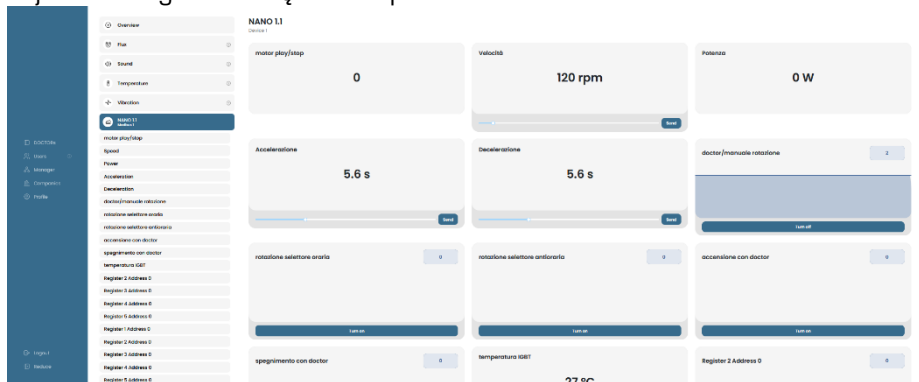 Overview
Flux
Sound
Temperature
Vibration
NANO 1.1
motor play/stop
Speed
Power
Acceleration
Deceleration
doctor/manuale rotazione
rotazione selettore oraria
rotazione selettore antioraria
accensione con doctor
spegnimento con doctor
temperatura IGBT
Register 2 Address 0
Register 3 Address 0
Register 4 Address 0
Register 5 Address 0
Register 1 Address 0
Register 2 Address 0
Register 3 Address 0
Register 4 Address 0
Register 5 Address 0
Users
Manager
Profile
Reduce
NANO 1.1
Device 1
motor play/stop
0
Velocità
120 rpm
Send
Potenza
0 W
Accelerazione
5.6 s
Send
Decelerazione
5.6 s
Send
doctor/manuale rotazione
Turn off
rotazione selettore oraria
0
Turn on
rotazione selettore antioraria
0
Turn on
accensione con doctor
0
Turn on
spegnimento con doctor
0
temperatura IGBT
27 °C
Register 2 Address 0
0